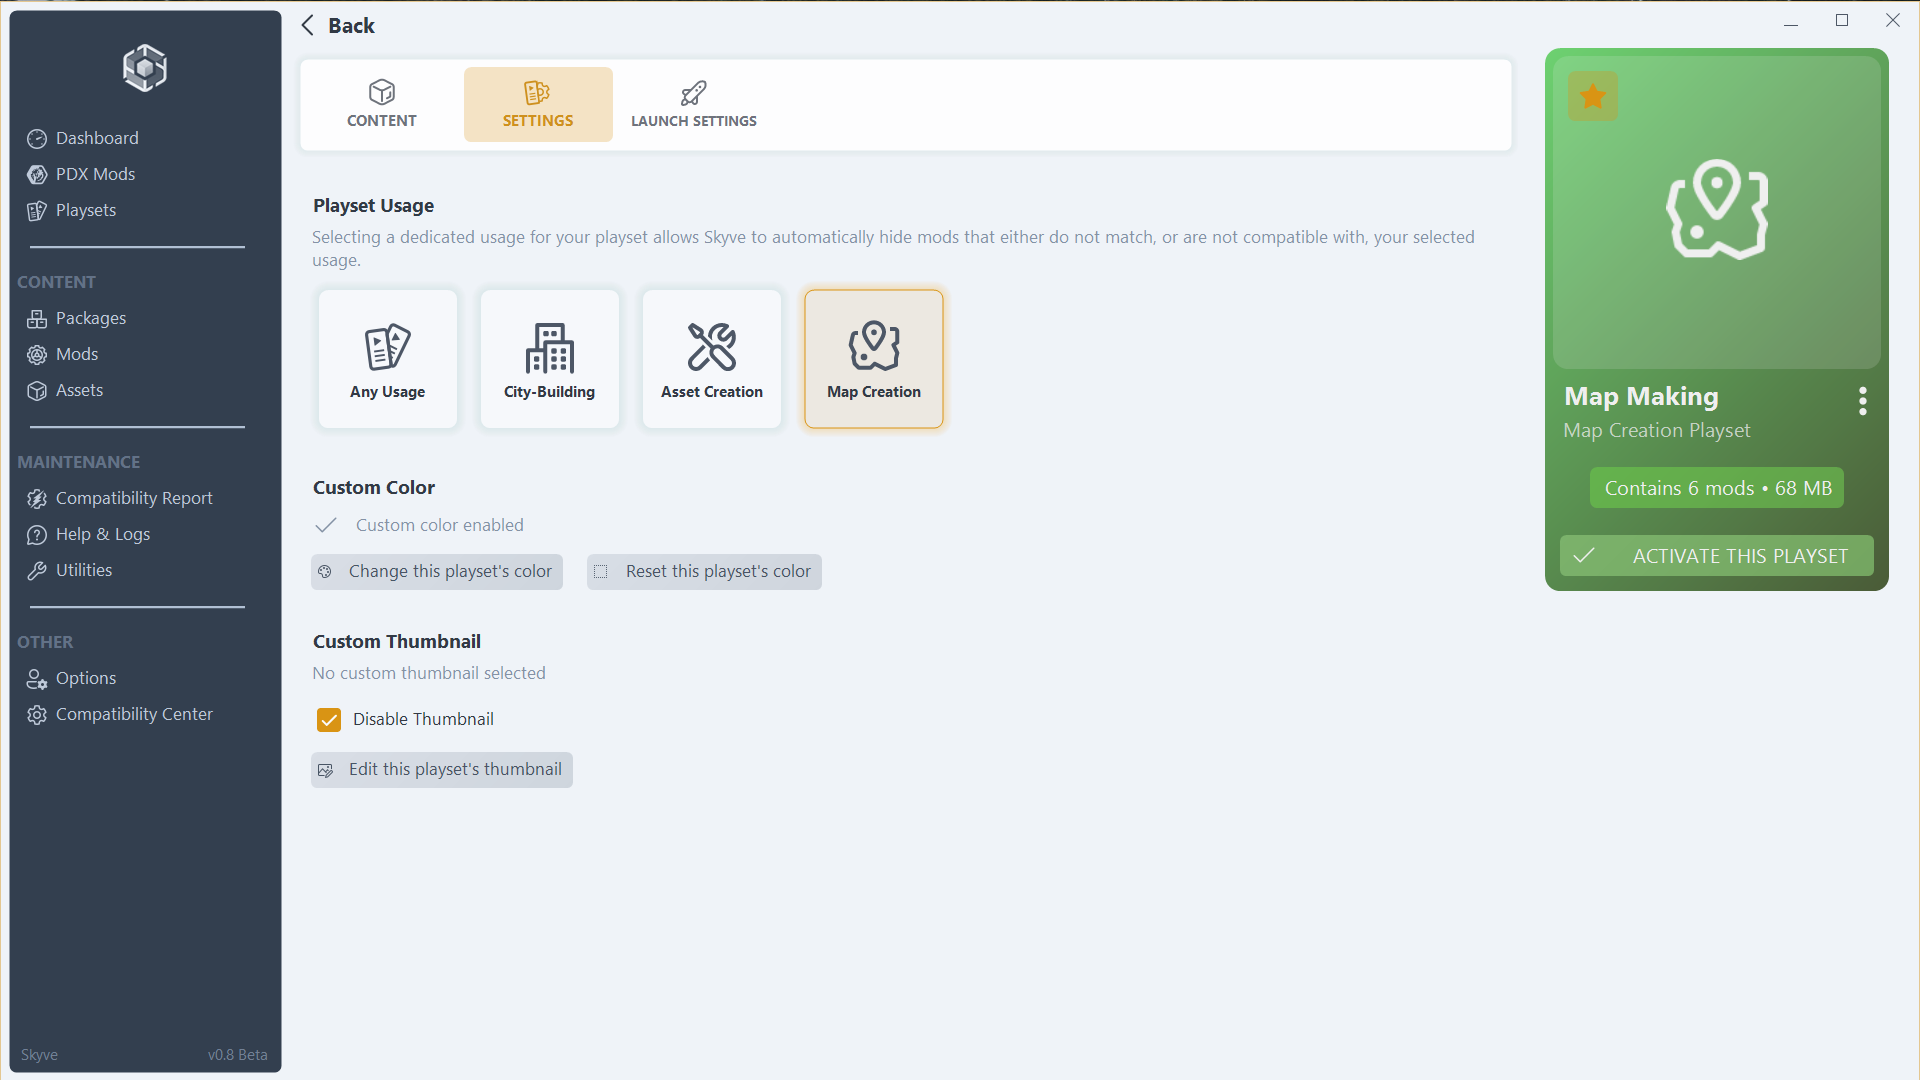 Back
Dashboard
PDX Mods
Playsets
CONTENT
Packages
Mods
Assets
MAINTENANCE
Compatibility Report
Help & Logs
Utilities
OTHER
Options
Compatibility Center
Skyve
v0.8 Beta
CONTENT
SETTINGS
LAUNCH SETTINGS
Playset Usage
Selecting a dedicated usage for your playset allows Skyve to automatically hide mods that either do not match, or are not compatible with, your selected
usage.
Any Usage
City-Building
Asset Creation
Map Creation
Custom Color
Custom color enabled
Change this playset's color
Reset this playset's color
Custom Thumbnail
No custom thumbnail selected
Disable Thumbnail
Edit this playset's thumbnail
Map Making
Map Creation Playset
Contains 6 mods • 68 MB
ACTIVATE THIS PLAYSET